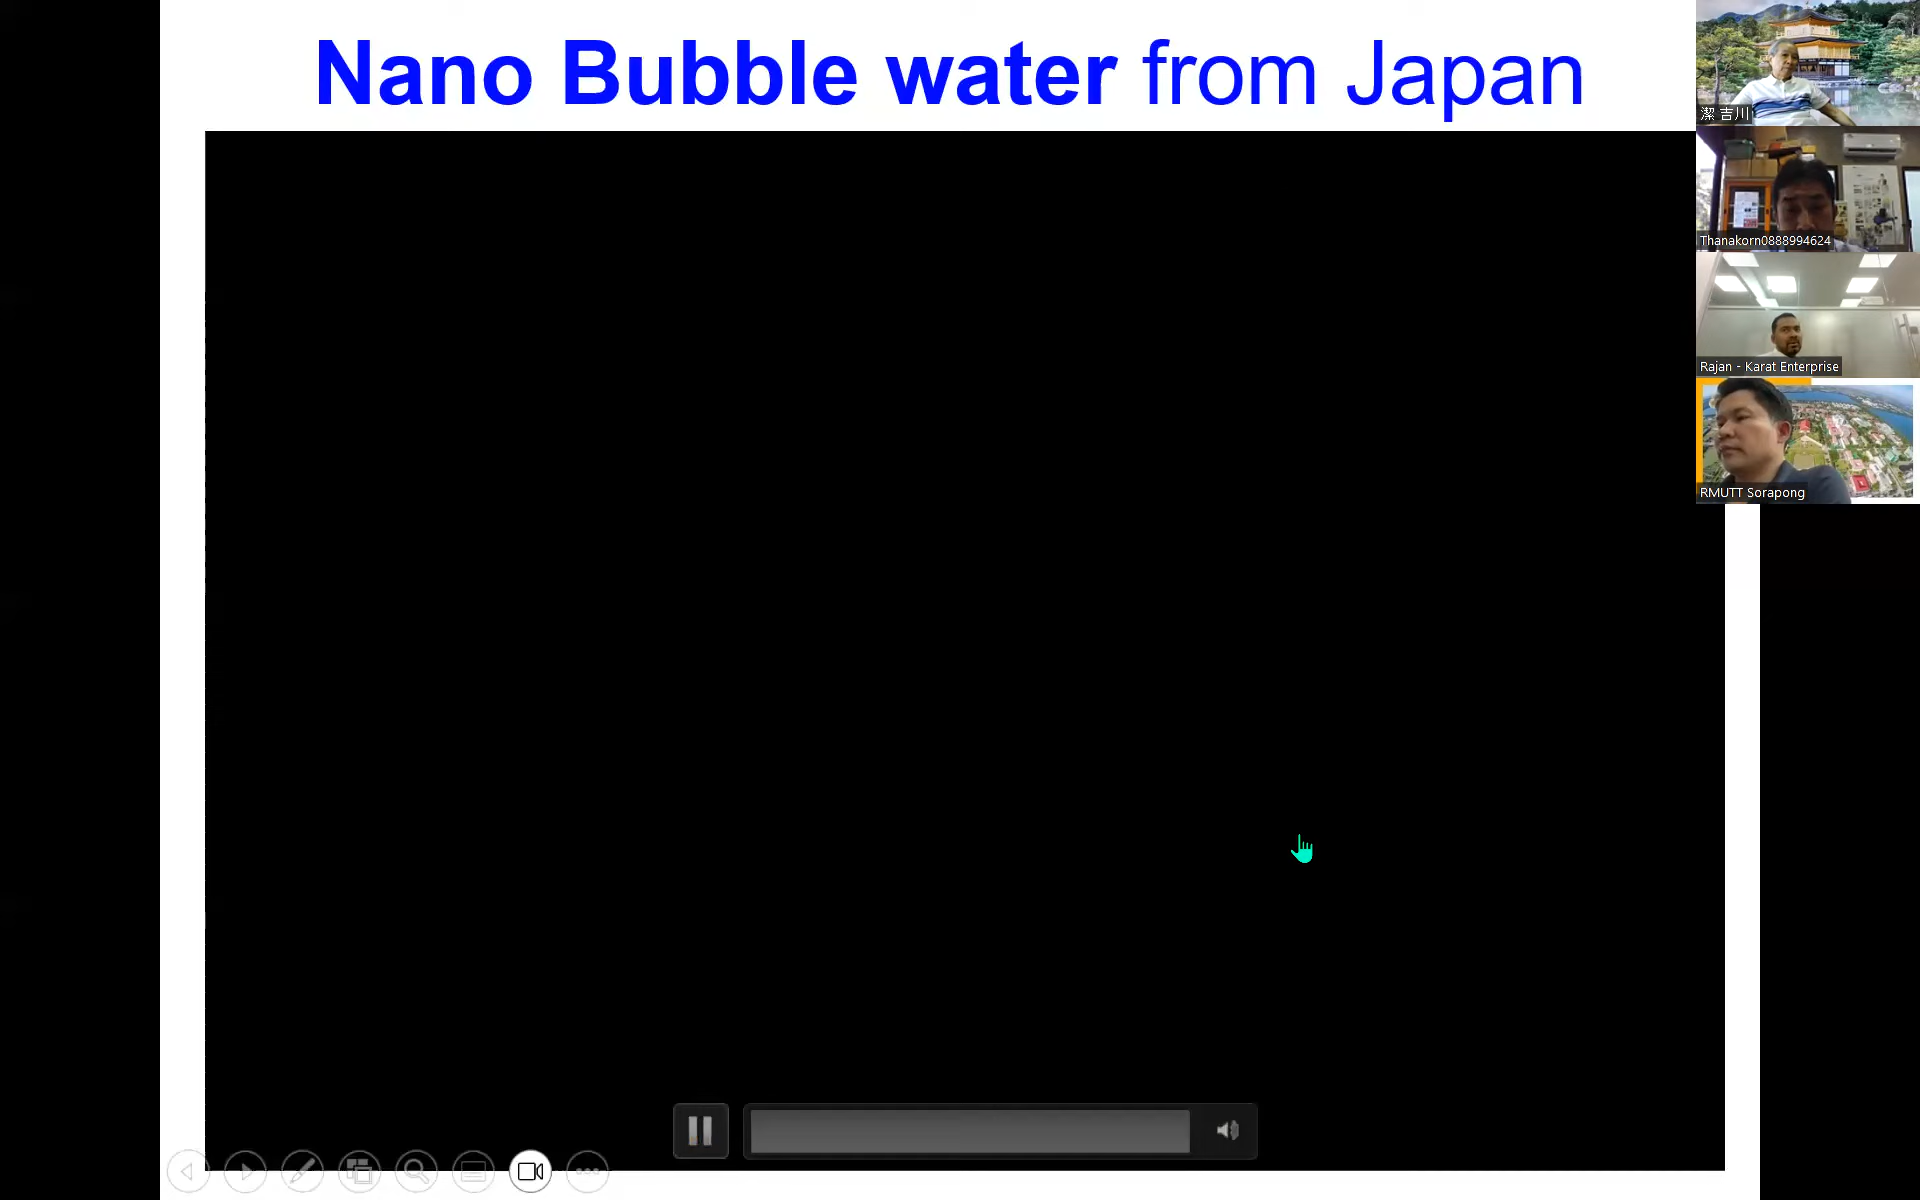 Nano Bubble water from Japan
潔 吉川
Thanakorn0888994624
Rajan - Karat Enterprise
RMUTT Sorapong